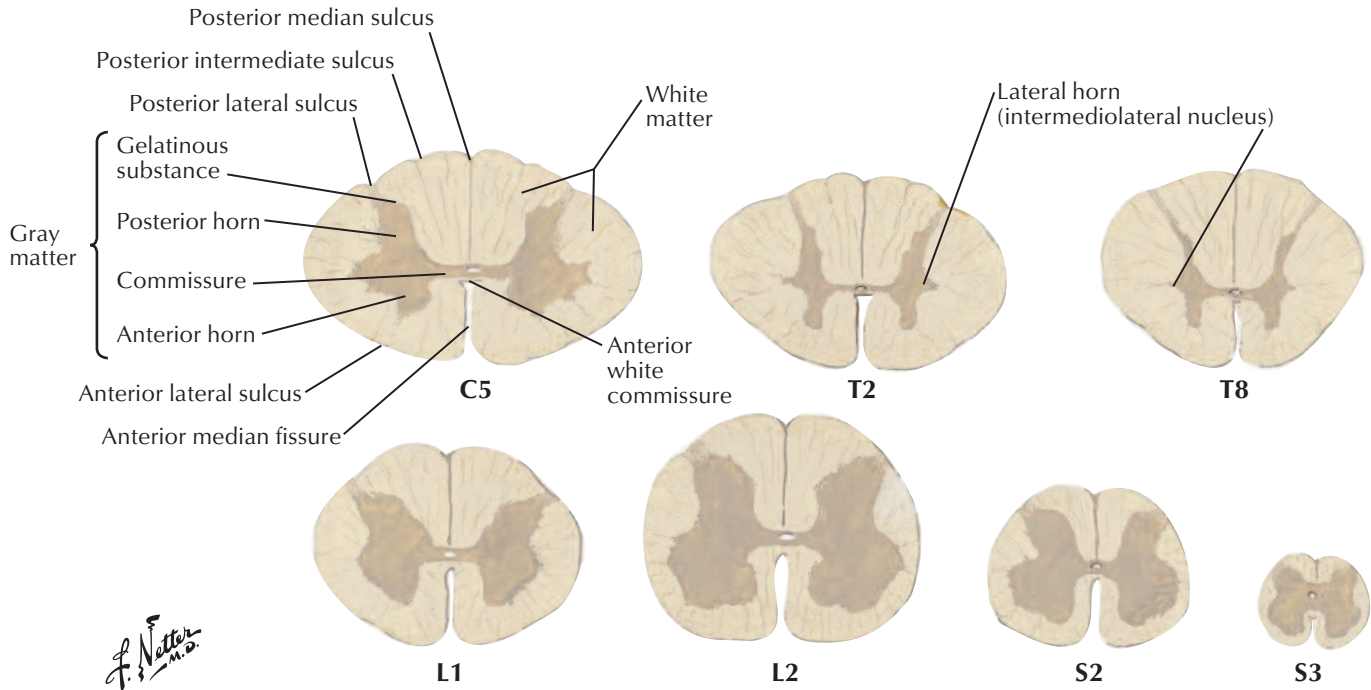 Posterior median sulcus
Posterior intermediate sulcus
Posterior lateral sulcus
Gray
matter
Gelatinous
substance
Posterior horn
Commissure
Anterior horn
Anterior lateral sulcus
Anterior median fissure
White
matter
Anterior
white
commissure
Lateral horn
(intermediolateral nucleus)
C5
T2
T8
L1
L2
S2
S3
f. Netter
M.D.